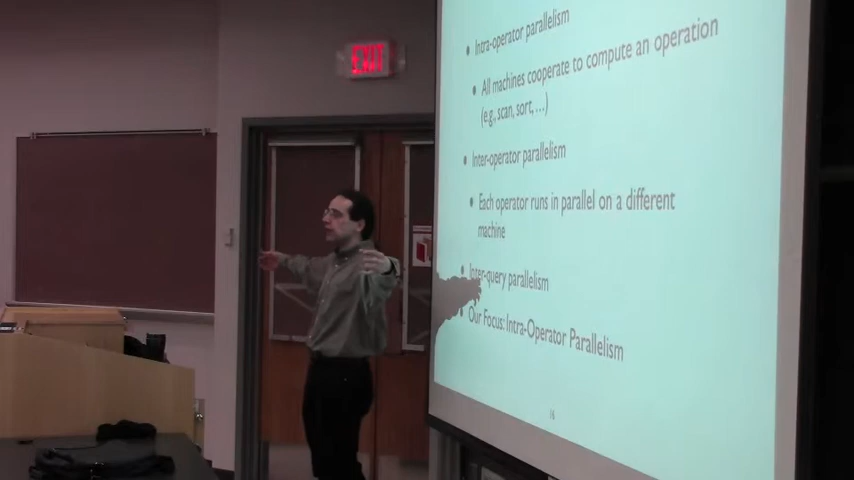 EXIT
• Intra-operator parallelism
• All machines cooperate to compute an operation
(e.g., scan, sort, ...)
• Inter-operator parallelism
• Each operator runs in parallel on a different
machine
• Inter-query parallelism
• Our Focus: Intra-Operator Parallelism
16